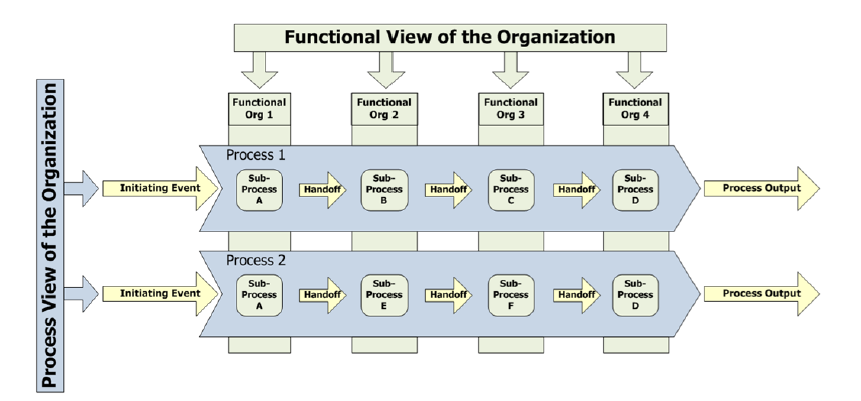 Functional View of the Organization
Process View of the Organization
Functional
Org 1
Functional
Org 2
Functional
Org 3
Functional
Org 4
Process 1
Initiating Event
Sub-
Process
A
Handoff
Sub-
Process
B
Handoff
Sub-
Process
C
Handoff
Sub-
Process
D
Process Output
Process 2
Initiating Event
Sub-
Process
A
Handoff
Sub-
Process
E
Handoff
Sub-
Process
F
Handoff
Sub-
Process
D
Process Output